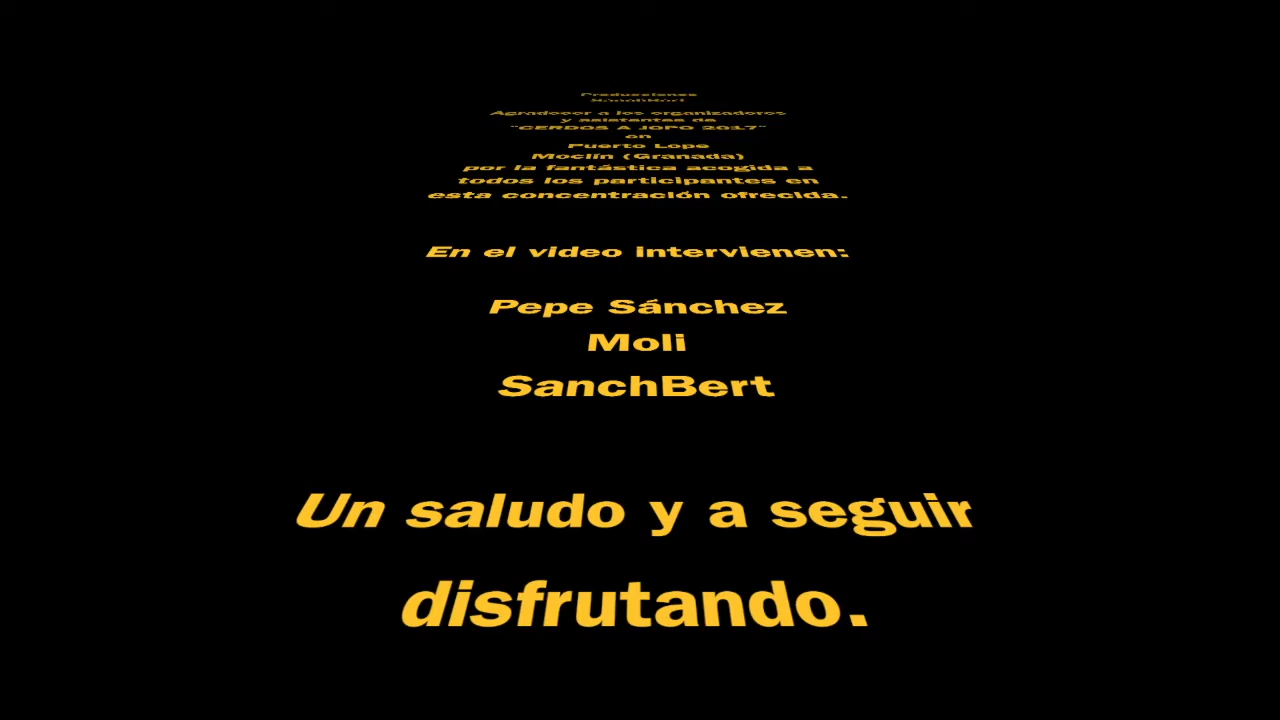 Producciones
SanchBert
Agradecer a los organizadores
y asistentes de
"CERDOS A JOPO 2017"
en
Puerto Lope
Moclín (Granada)
por la fantástica acogida a
todos los participantes en
esta concentración ofrecida.
En el video intervienen:
Pepe Sánchez
Moli
SanchBert
Un saludo y a seguir
disfrutando.